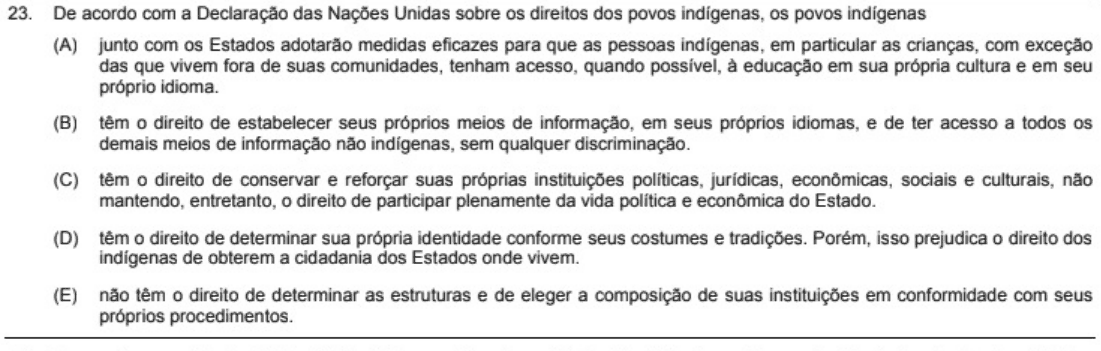 23. De acordo com a Declaração das Nações Unidas sobre os direitos dos povos indígenas, os povos indígenas
(A) junto com os Estados adotarão medidas eficazes para que as pessoas indígenas, em particular as crianças, com exceção
das que vivem fora de suas comunidades, tenham acesso, quando possível, à educação em sua própria cultura e em seu
próprio idioma.
(B) têm o direito de estabelecer seus próprios meios de informação, em seus próprios idiomas, e de ter acesso a todos os
demais meios de informação não indígenas, sem qualquer discriminação.
(C) têm o direito de conservar e reforçar suas próprias instituições políticas, jurídicas, econômicas, sociais e culturais, não
mantendo, entretanto, o direito de participar plenamente da vida política e econômica do Estado.
(D) têm o direito de determinar sua própria identidade conforme seus costumes e tradições. Porém, isso prejudica o direito dos
indígenas de obterem a cidadania dos Estados onde vivem.
(E) não têm o direito de determinar as estruturas e de eleger a composição de suas instituições em conformidade com seus
próprios procedimentos.